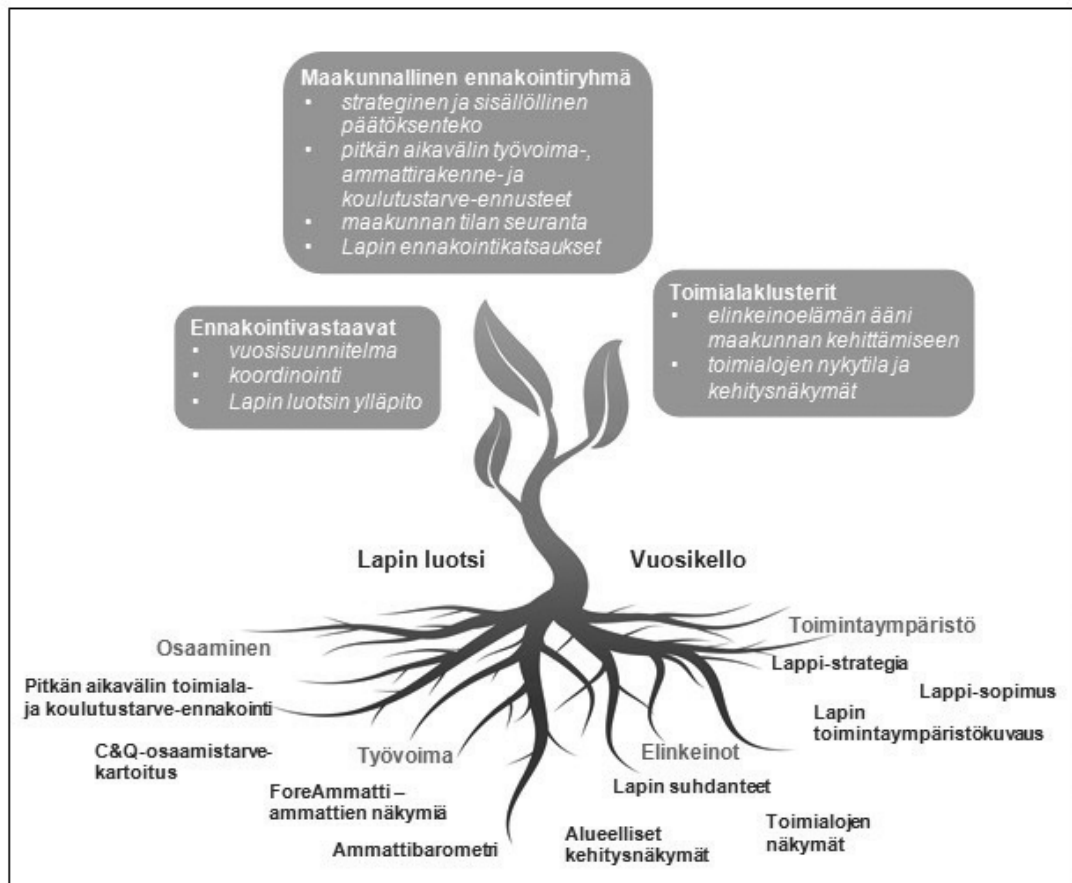 Maakunnallinen ennakointiryhmä
▪ strateginen ja sisällöllinen
päätöksenteko
▪ pitkän aikavälin työvoima-,
ammattirakenne- ja
koulutustarve-ennusteet
▪ maakunnan tilan seuranta
▪ Lapin ennakointikatsaukset
Ennakointivastaavat
▪ vuosisuunnitelma
▪ koordinointi
▪ Lapin luotsin ylläpito
Toimialaklusterit
▪ elinkeinoelämän ääni
maakunnan kehittämiseen
▪ toimialojen nykytila ja
kehitysnäkymät
Lapin luotsi
Vuosikello
Osaaminen
Pitkän aikavälin toimiala-
ja koulutustarve-ennakointi
C&Q-osaamistarve-
kartoitus
Työvoima
ForeAmmatti –
ammattien näkymiä
Ammattibarometri
Elinkeinot
Lapin suhdanteet
Alueelliset
kehitysnäkymät
Toimialojen
näkymät
Toimintaympäristö
Lappi-strategia
Lappi-sopimus
Lapin
toimintaympäristökuvaus